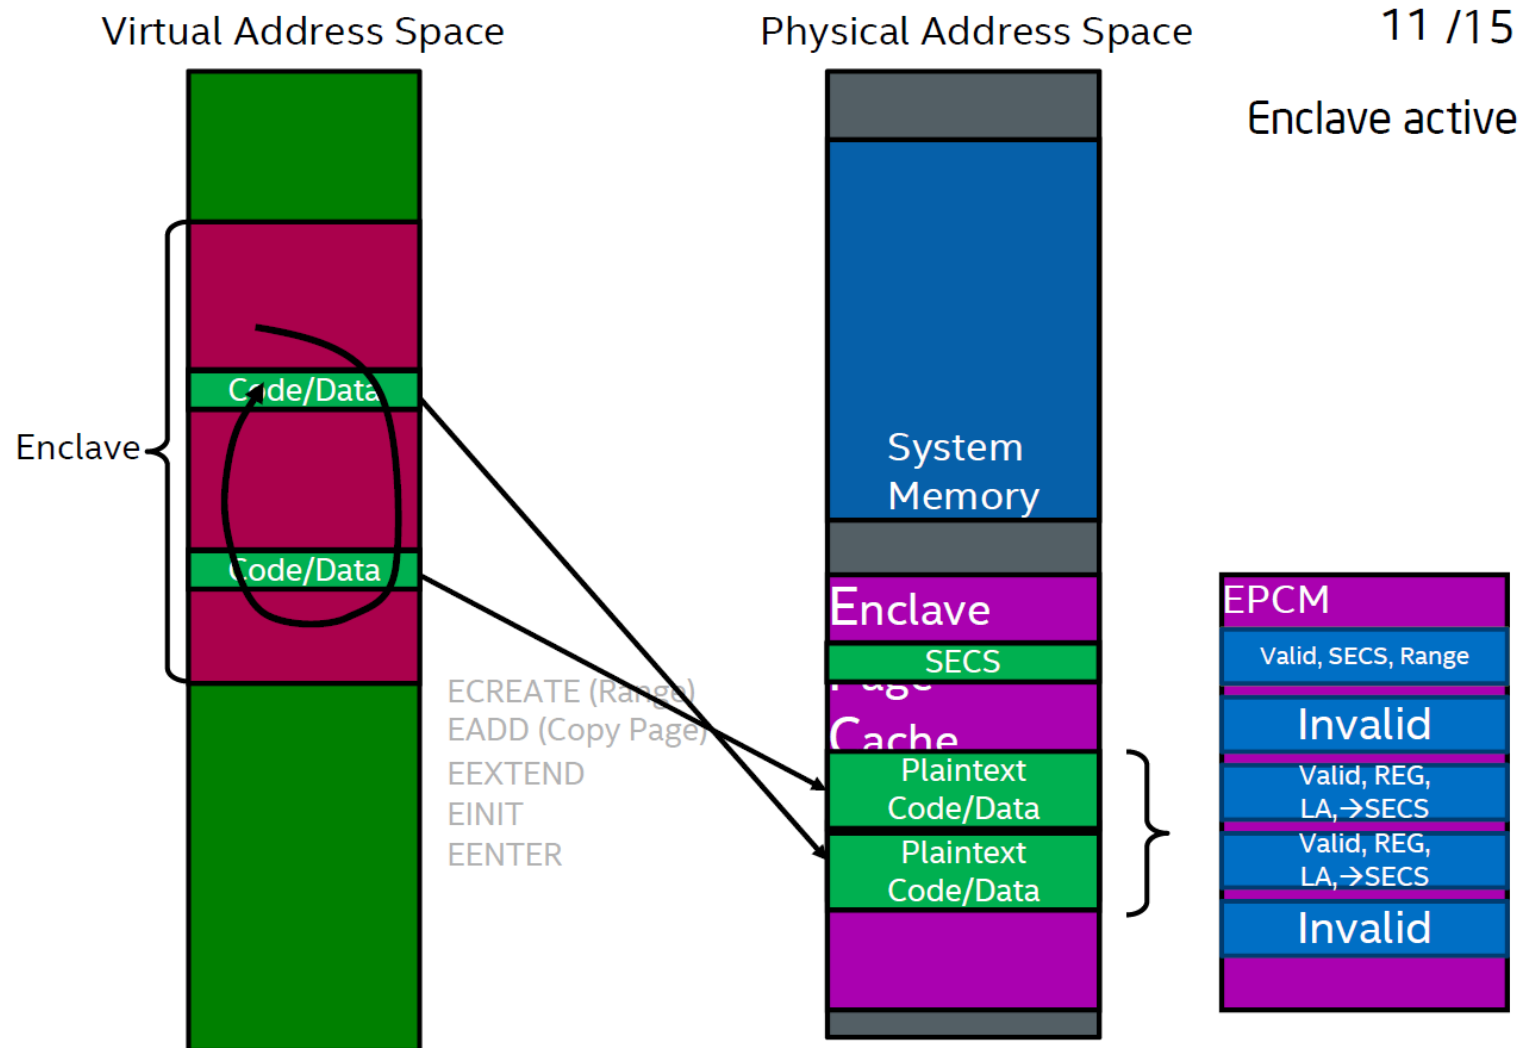 Virtual Address Space
Physical Address Space
11 /15
Enclave active
Enclave
Code/Data
Code/Data
ECREATE (Range)
EADD (Copy Page)
EEXTEND
EINIT
EENTER
System
Memory
Enclave
SECS
Page
Cache
Plaintext
Code/Data
Plaintext
Code/Data
EPCM
Valid, SECS, Range
Invalid
Valid, REG,
LA,→SECS
Valid, REG,
LA,→SECS
Invalid